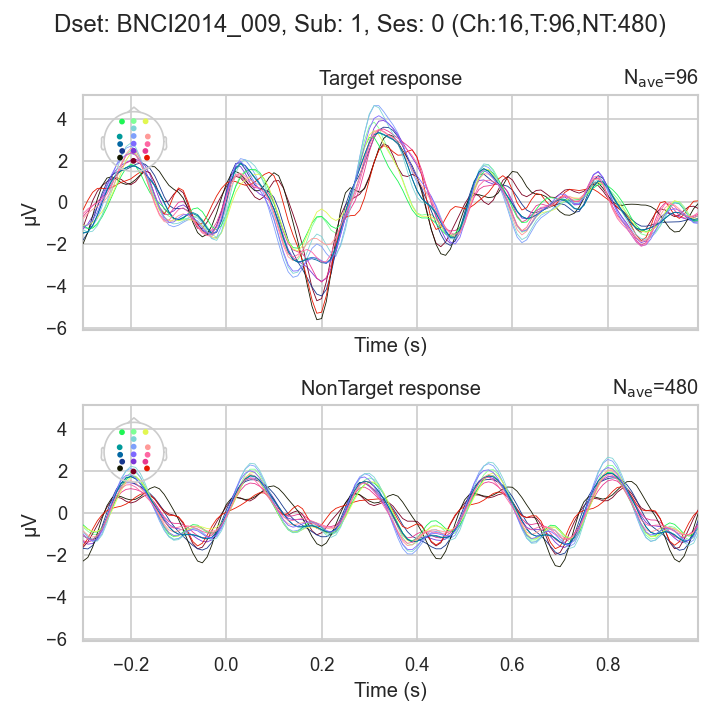 Dset: BNCI2014_009, Sub: 1, Ses: 0 (Ch:16,T:96,NT:480)
Target response
Nave=96
4
2
0
−2
−4
−6
µV
Time (s)
NonTarget response
Nave=480
4
2
0
−2
−4
−6
µV
−0.2 0.0 0.2 0.4 0.6 0.8
Time (s)